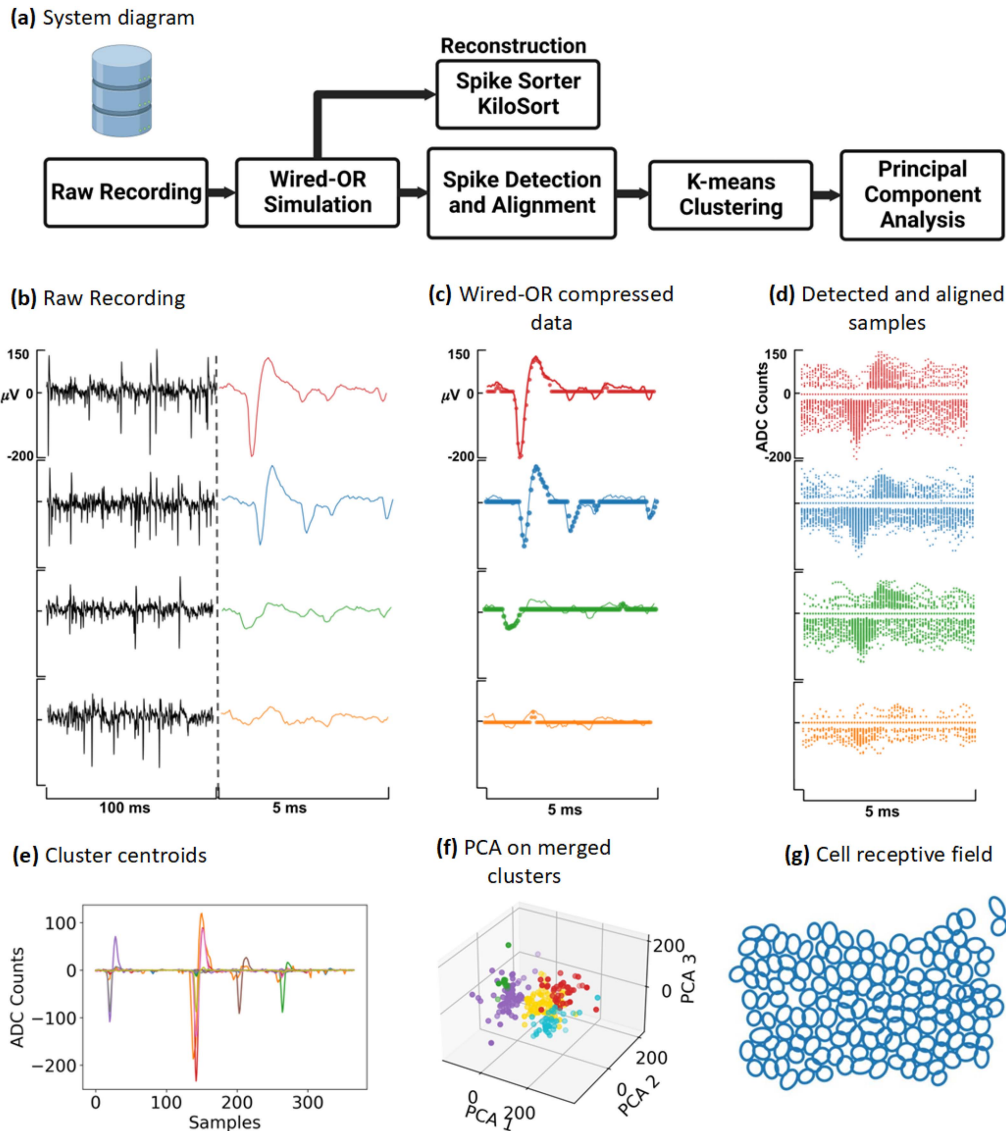 (a) System diagram
Reconstruction
Spike Sorter
KiloSort
Raw Recording
Wired-OR
Simulation
Spike Detection
and Alignment
K-means
Clustering
Principal
Component
Analysis
(b) Raw Recording
150
μV 0
-200
100 ms
5 ms
(c) Wired-OR compressed
data
150
μV 0
-200
5 ms
(d) Detected and aligned
samples
150
0
ADC Counts
-200
5 ms
(e) Cluster centroids
100
0
−100
−200
ADC Counts
0 100 200 300
Samples
(f) PCA on merged
clusters
200
0
PCA 3
200
0
PCA 2
0
200
PCA 1
(g) Cell receptive field